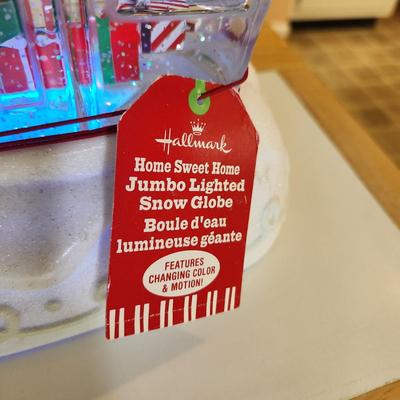 Hallmark
Home Sweet Home
Jumbo Lighted
Snow Globe
Boule d'eau
lumineuse géante
FEATURES
CHANGING COLOR
& MOTION!